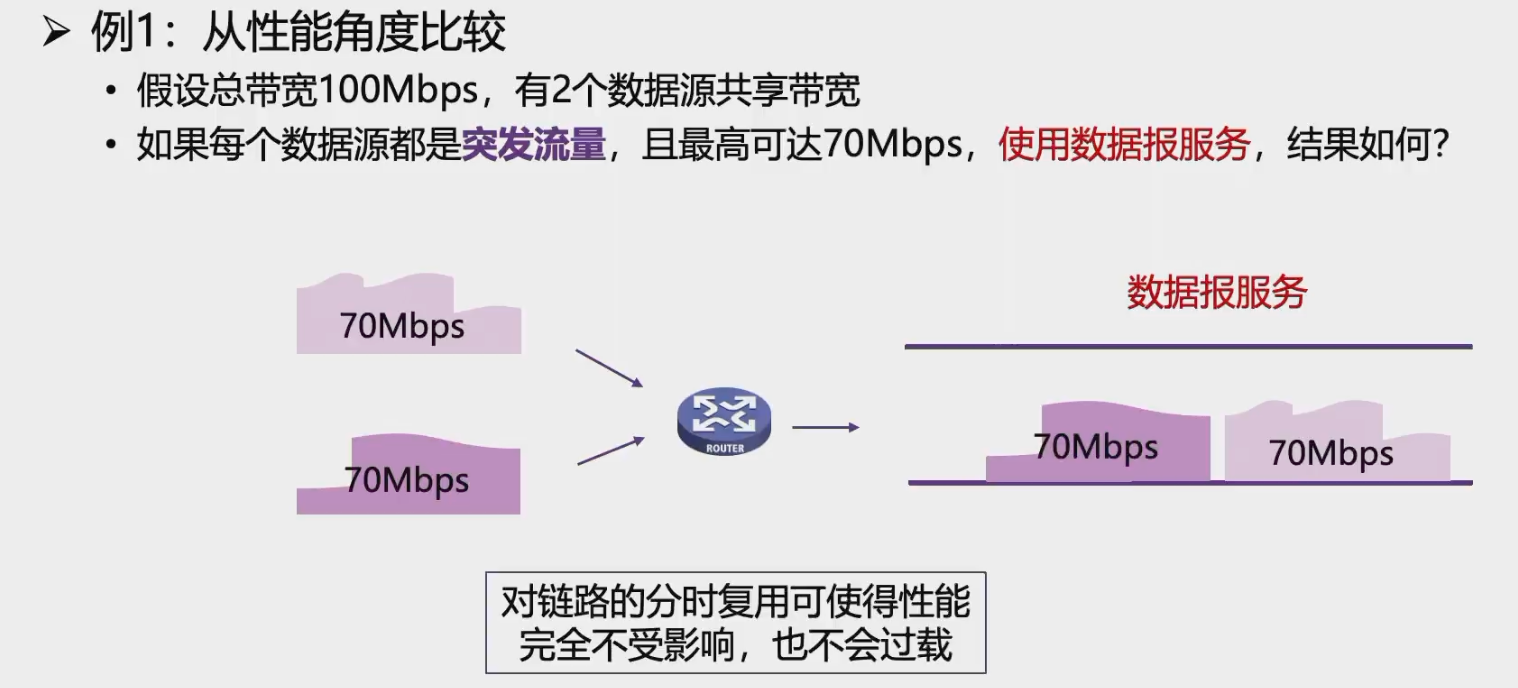 ➢ 例1：从性能角度比较
• 假设总带宽100Mbps，有2个数据源共享带宽
• 如果每个数据源都是突发流量，且最高可达70Mbps，使用数据报服务，结果如何？
数据报服务
70Mbps
70Mbps
ROUTER
70Mbps
70Mbps
对链路的分时复用可使得性能
完全不受影响，也不会过载